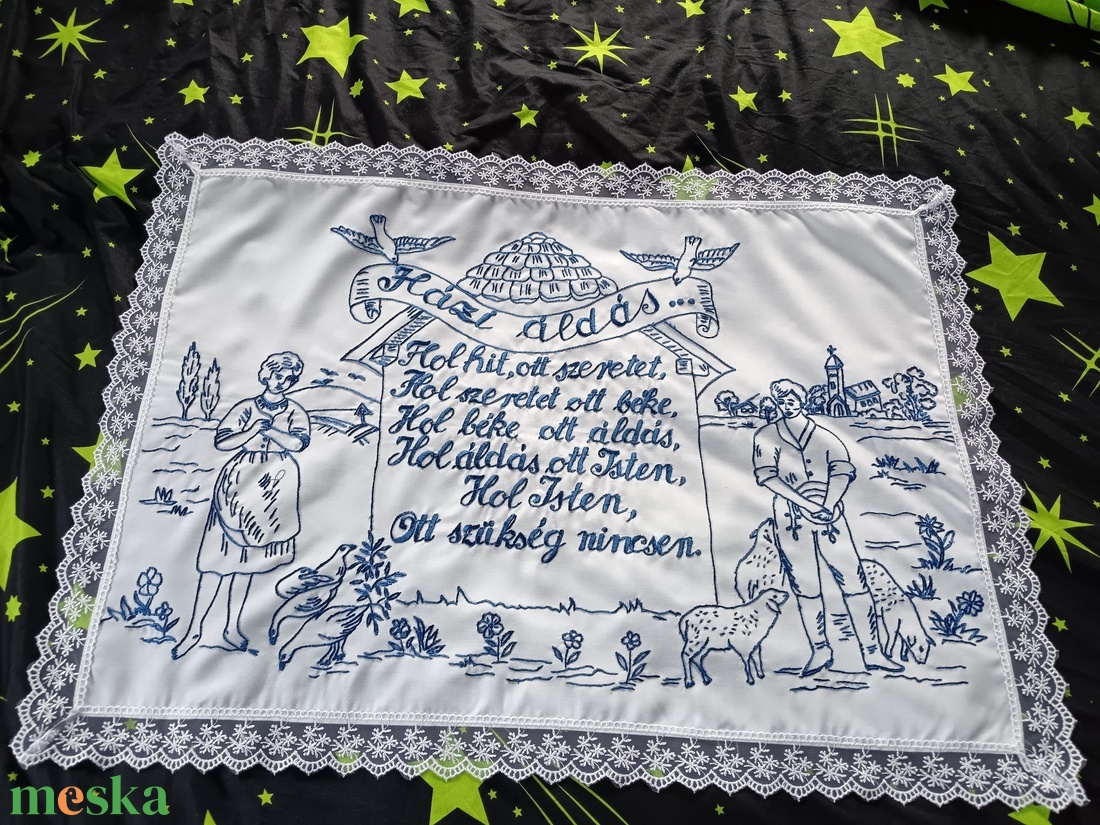 Házi áldás...
Hol hit, ott szeretet,
Hol szeretet ott béke,
Hol béke ott áldás,
Hol áldás ott Isten,
Hol Isten,
Ott szükség nincsen.
meska